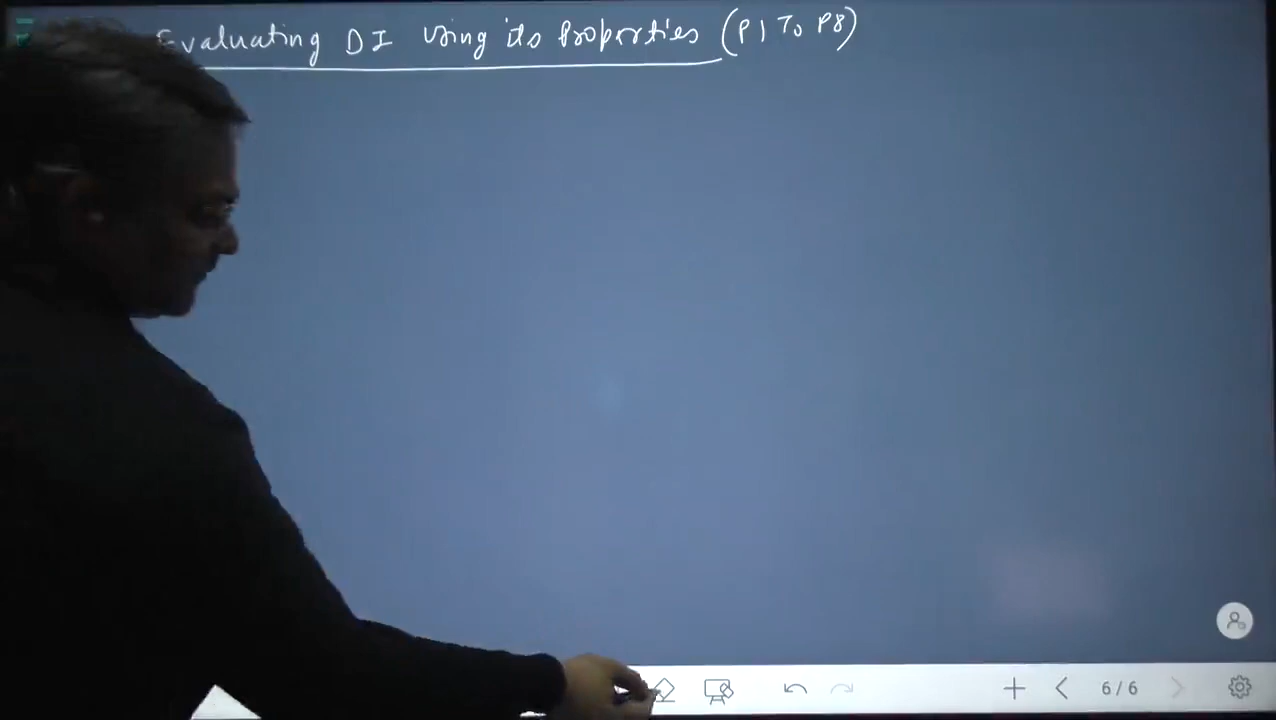 Evaluating DI using its Properties (P1 To P8)
6/6